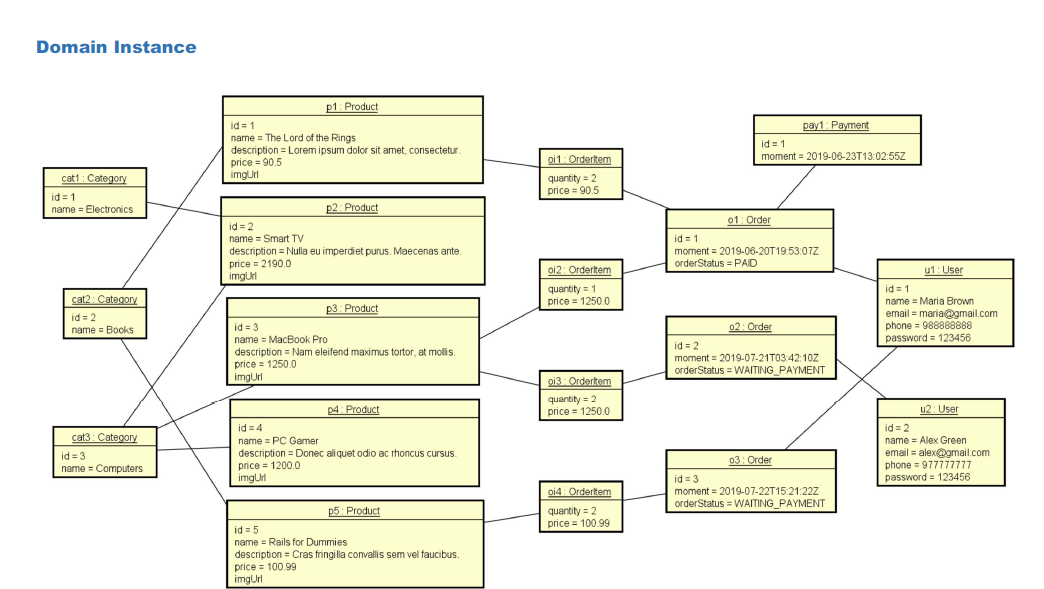 Domain Instance
p1 : Product
id = 1
name = The Lord of the Rings
description = Lorem ipsum dolor sit amet, consectetur.
price = 90.5
imgUrl
pay1 : Payment
id = 1
moment = 2019-06-23T13:02:55Z
oi1 : OrderItem
quantity = 2
price = 90.5
cat1 : Category
id = 1
name = Electronics
p2 : Product
id = 2
name = Smart TV
description = Nulla eu imperdiet purus. Maecenas ante.
price = 2190.0
imgUrl
o1 : Order
id = 1
moment = 2019-06-20T19:53:07Z
orderStatus = PAID
oi2 : OrderItem
quantity = 1
price = 1250.0
u1 : User
id = 1
name = Maria Brown
email = maria@gmail.com
phone = 988888888
password = 123456
cat2 : Category
id = 2
name = Books
p3 : Product
id = 3
name = MacBook Pro
description = Nam eleifend maximus tortor, at mollis.
price = 1250.0
imgUrl
o2 : Order
id = 2
moment = 2019-07-21T03:42:10Z
orderStatus = WAITING_PAYMENT
oi3 : OrderItem
quantity = 2
price = 1250.0
p4 : Product
id = 4
name = PC Gamer
description = Donec aliquet odio ac rhoncus cursus.
price = 1200.0
imgUrl
u2 : User
id = 2
name = Alex Green
email = alex@gmail.com
phone = 977777777
password = 123456
cat3 : Category
id = 3
name = Computers
o3 : Order
id = 3
moment = 2019-07-22T15:21:22Z
orderStatus = WAITING_PAYMENT
oi4 : OrderItem
quantity = 2
price = 100.99
p5 : Product
id = 5
name = Rails for Dummies
description = Cras fringilla convallis sem vel faucibus.
price = 100.99
imgUrl